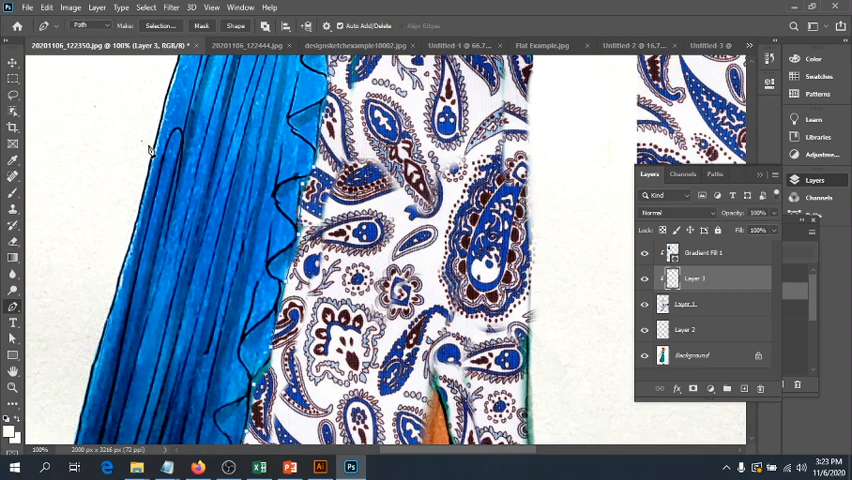 File Edit Image Layer Type Select Filter 3D View Window Help
Path Make: Selection... Mask Shape Auto Add/Delete Align Edges
20201106_122350.jpg @ 100% (Layer 3, RGB/8) * × 20201106_122444.jpg × designsketchexample10002.jpg × Untitled-1 @ 66.7... × Flat Example.jpg × Untitled-2 @ 16.7... × Untitled-3 @ »
Color
Swatches
Patterns
Learn
Libraries
Adjustme...
Layers
Channels
Layers Channels Paths
Kind
Normal Opacity: 100%
Lock: Fill: 100%
Gradient Fill 1
Layer 3
Layer 1
Layer 2
Background
100% 2000 px x 3216 px (72 ppi)
3:23 PM
11/6/2020